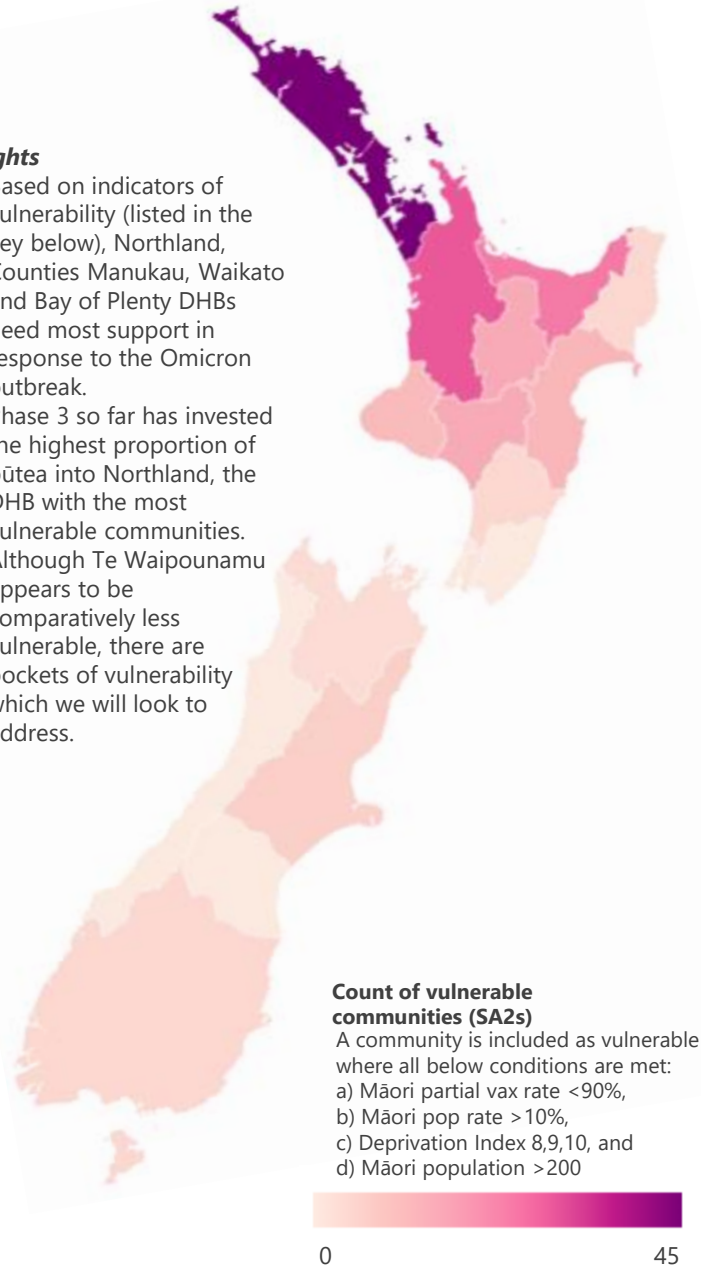 ghts
ased on indicators of
ulnerability (listed in the
ey below), Northland,
ounties Manukau, Waikato
nd Bay of Plenty DHBs
eed most support in
esponse to the Omicron
utbreak.
hase 3 so far has invested
he highest proportion of
ūtea into Northland, the
HB with the most
ulnerable communities.
lthough Te Waipounamu
ppears to be
omparatively less
ulnerable, there are
ockets of vulnerability
hich we will look to
ddress.
Count of vulnerable
communities (SA2s)
A community is included as vulnerable
where all below conditions are met:
a) Māori partial vax rate <90%,
b) Māori pop rate >10%,
c) Deprivation Index 8,9,10, and
d) Māori population >200
0 45